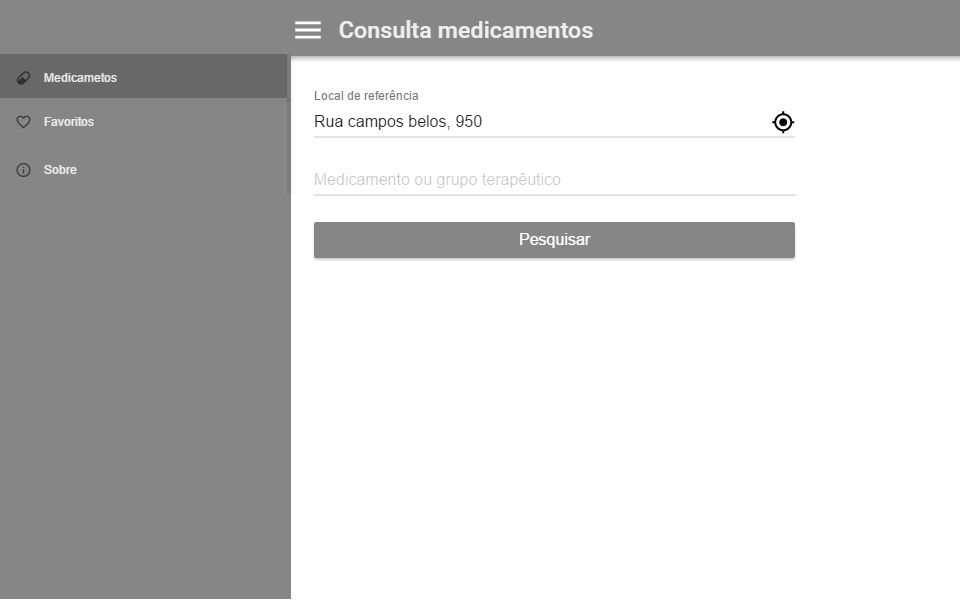 Consulta medicamentos
Medicametos
Favoritos
Sobre
Local de referência
Rua campos belos, 950
Medicamento ou grupo terapêutico
Pesquisar